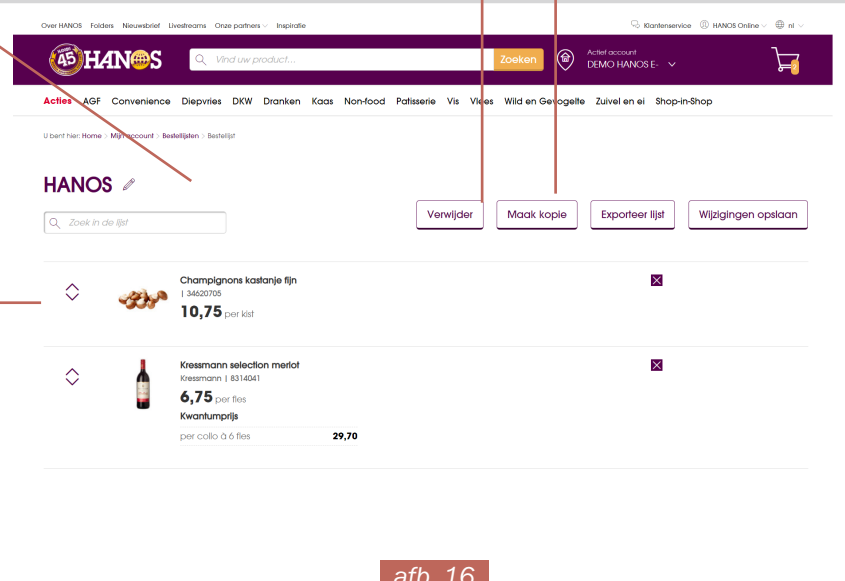 Over HANOS Folders Nieuwsbrief Livestreams Onze partners Inspiratie Klantenservice HANOS Online nl
45 HANOS Vind uw product... Zoeken Actief account
DEMO HANOS E-
Acties AGF Convenience Diepvries DKW Dranken Kaas Non-food Patisserie Vis Vlees Wild en Gevogelte Zuivel en ei Shop-in-Shop
U bent hier: Home > Mijn account > Bestellijsten > Bestellijst
HANOS
Zoek in de lijst
Verwijder Maak kopie Exporteer lijst Wijzigingen opslaan
Champignons kastanje fijn
| 34620705
10,75 per kist
Kressmann selection merlot
Kressmann | 8314041
6,75 per fles
Kwantumprijs
per collo à 6 fles 29,70
afb. 16